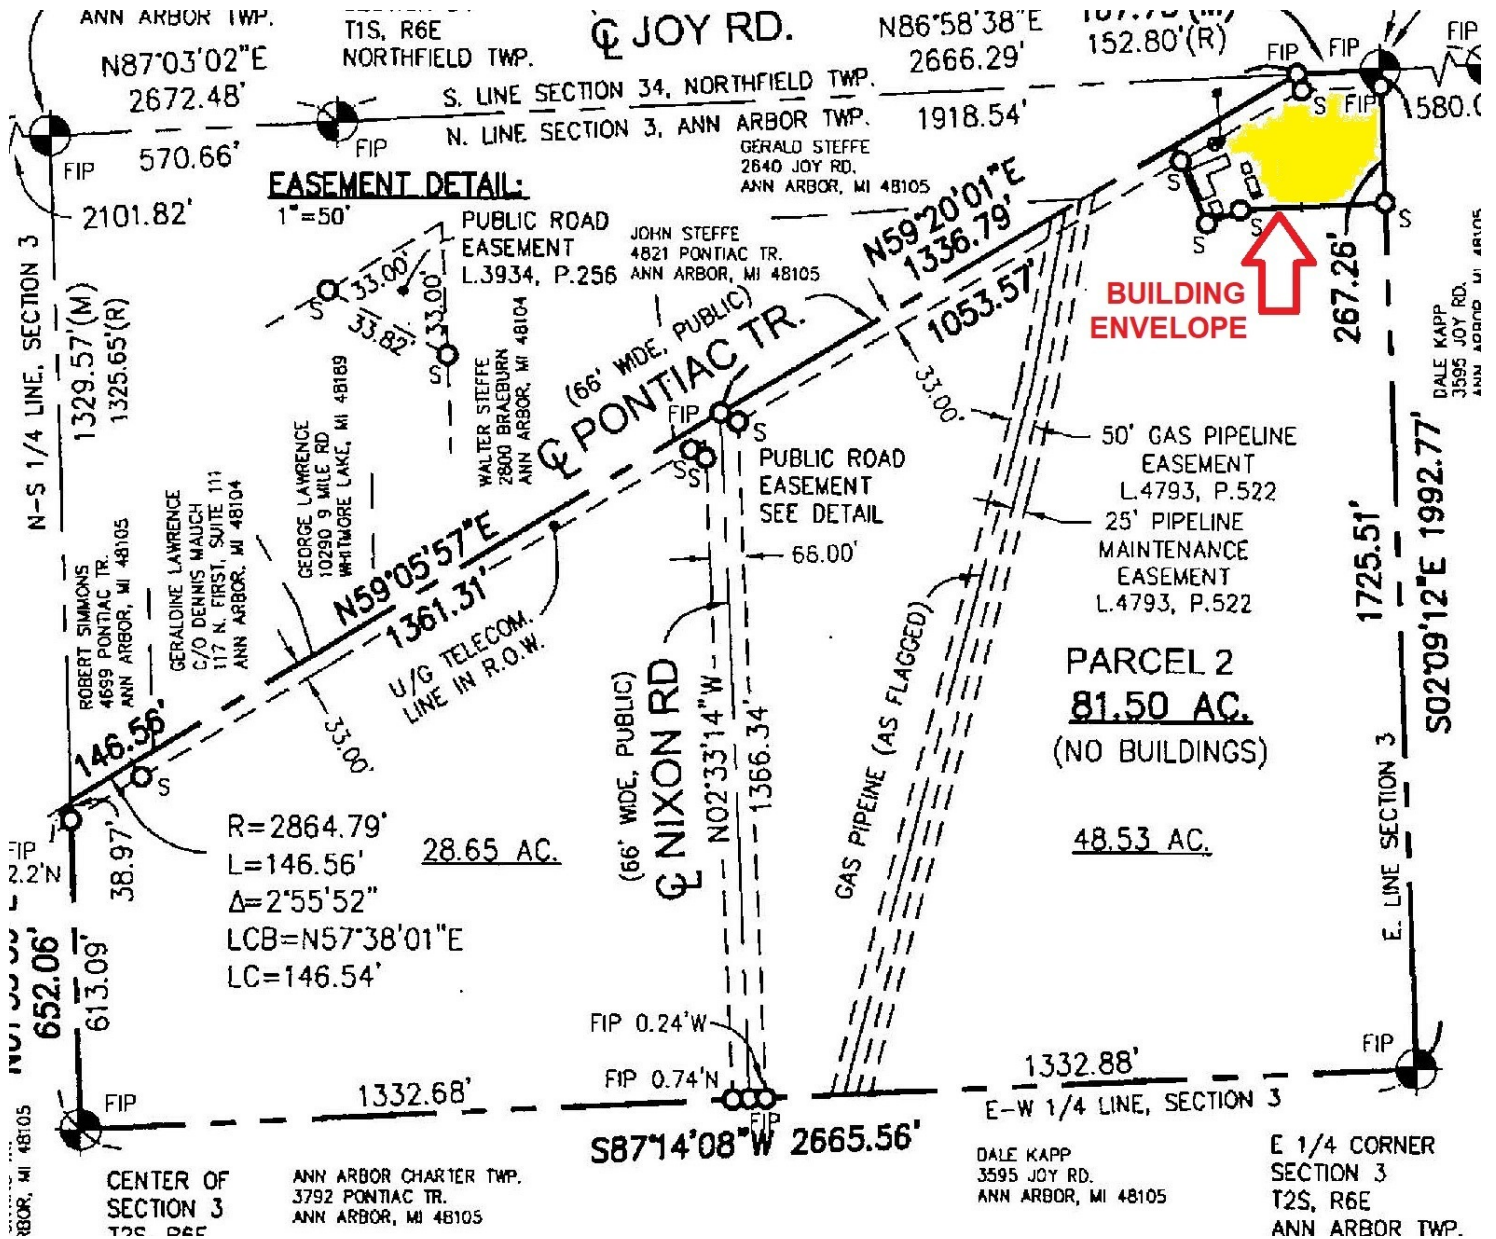 ANN ARBOR TWP.
T1S, R6E
NORTHFIELD TWP.
℄ JOY RD.
N86°58'38"E
2666.29'
152.80'(R)
FIP
FIP
FIP
N87°03'02"E
2672.48'
S. LINE SECTION 34, NORTHFIELD TWP.
N. LINE SECTION 3, ANN ARBOR TWP.
1918.54'
S
FIP
FIP
570.66'
FIP
GERALD STEFFE
2640 JOY RD.
ANN ARBOR, MI 48105
S
2101.82'
EASEMENT DETAIL:
1"=50'
PUBLIC ROAD
EASEMENT
L.3934, P.256
33.00'
33.00'
33.82'
S
S
JOHN STEFFE
4821 PONTIAC TR.
ANN ARBOR, MI 48105
N59°20'01"E
1336.79'
1053.57'
S
S
S
267.26'
BUILDING
ENVELOPE
DALE KAPP
3595 JOY RD.
N-S 1/4 LINE, SECTION 3
1329.57'(M)
1325.65'(R)
(66' WIDE, PUBLIC)
℄ PONTIAC TR.
WALTER STEFFE
2800 BRAEBURN
ANN ARBOR, MI 48104
GEORGE LAWRENCE
10290 9 MILE RD
WHITMORE LAKE, MI 48189
GERALDINE LAWRENCE
C/O DENNIS MAUCH
117 N. FIRST, SUITE 111
ANN ARBOR, MI 48104
ROBERT SIMMONS
4699 PONTIAC TR.
ANN ARBOR, MI 48105
FIP
S
S
S
33.00'
PUBLIC ROAD
EASEMENT
SEE DETAIL
66.00'
50' GAS PIPELINE
EASEMENT
L.4793, P.522
25' PIPELINE
MAINTENANCE
EASEMENT
L.4793, P.522
1725.51'
S02°09'12"E 1992.77'
N59°05'57"E
1361.31'
U/G TELECOM.
LINE IN R.O.W.
33.00'
146.56'
S
FIP
2.2'N
38.97'
R=2864.79'
L=146.56'
Δ=2°55'52"
LCB=N57°38'01"E
LC=146.54'
28.65 AC.
(66' WIDE, PUBLIC)
℄ NIXON RD
N02°33'14"W
1366.34'
GAS PIPEINE (AS FLAGGED)
PARCEL 2
81.50 AC.
(NO BUILDINGS)
48.53 AC.
E. LINE SECTION 3
652.06'
613.09'
FIP 0.24'W
FIP 0.74'N
FIP
1332.68'
FIP
FIP
1332.88'
E-W 1/4 LINE, SECTION 3
S87°14'08"W 2665.56'
CENTER OF
SECTION 3
T2S, R6E
ANN ARBOR CHARTER TWP.
3792 PONTIAC TR.
ANN ARBOR, MI 48105
DALE KAPP
3595 JOY RD.
ANN ARBOR, MI 48105
E 1/4 CORNER
SECTION 3
T2S, R6E
ANN ARBOR TWP.